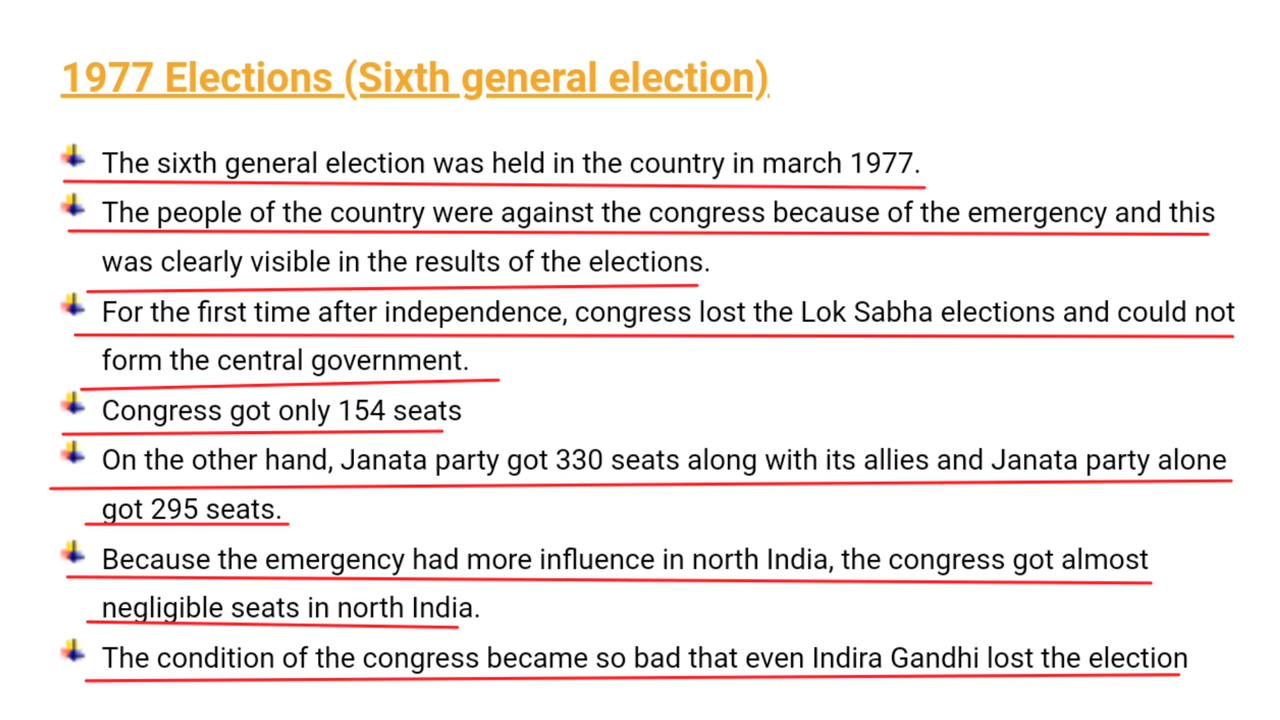 1977 Elections (Sixth general election)
The sixth general election was held in the country in march 1977.
The people of the country were against the congress because of the emergency and this
was clearly visible in the results of the elections.
For the first time after independence, congress lost the Lok Sabha elections and could not
form the central government.
Congress got only 154 seats
On the other hand, Janata party got 330 seats along with its allies and Janata party alone
got 295 seats.
Because the emergency had more influence in north India, the congress got almost
negligible seats in north India.
The condition of the congress became so bad that even Indira Gandhi lost the election